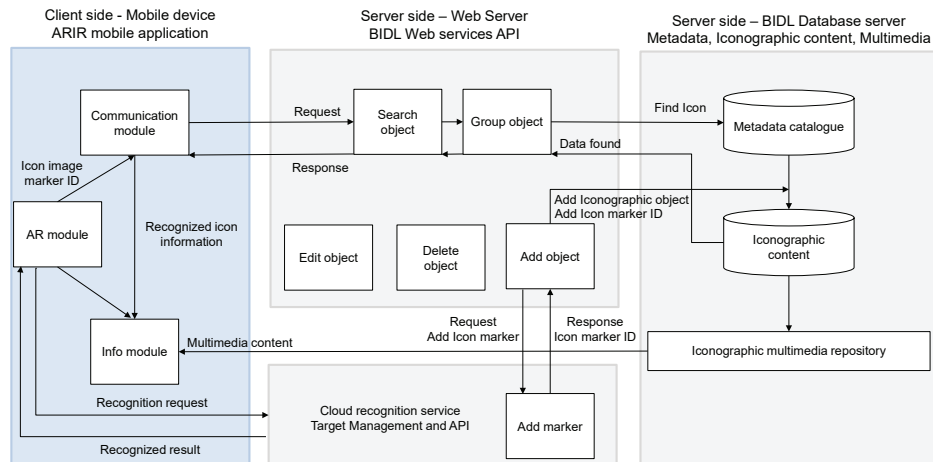 Client side - Mobile device
ARIR mobile application
Server side – Web Server
BIDL Web services API
Server side – BIDL Database server
Metadata, Iconographic content, Multimedia
Communication
module
Request
Search
object
Group object
Find Icon
Metadata catalogue
Response
Data found
Icon image
marker ID
AR module
Recognized icon
information
Add Iconographic object
Add Icon marker ID
Edit object
Delete
object
Add object
Iconographic
content
Request
Add Icon marker
Response
Icon marker ID
Info module
Multimedia content
Iconographic multimedia repository
Recognition request
Cloud recognition service
Target Management and API
Add marker
Recognized result